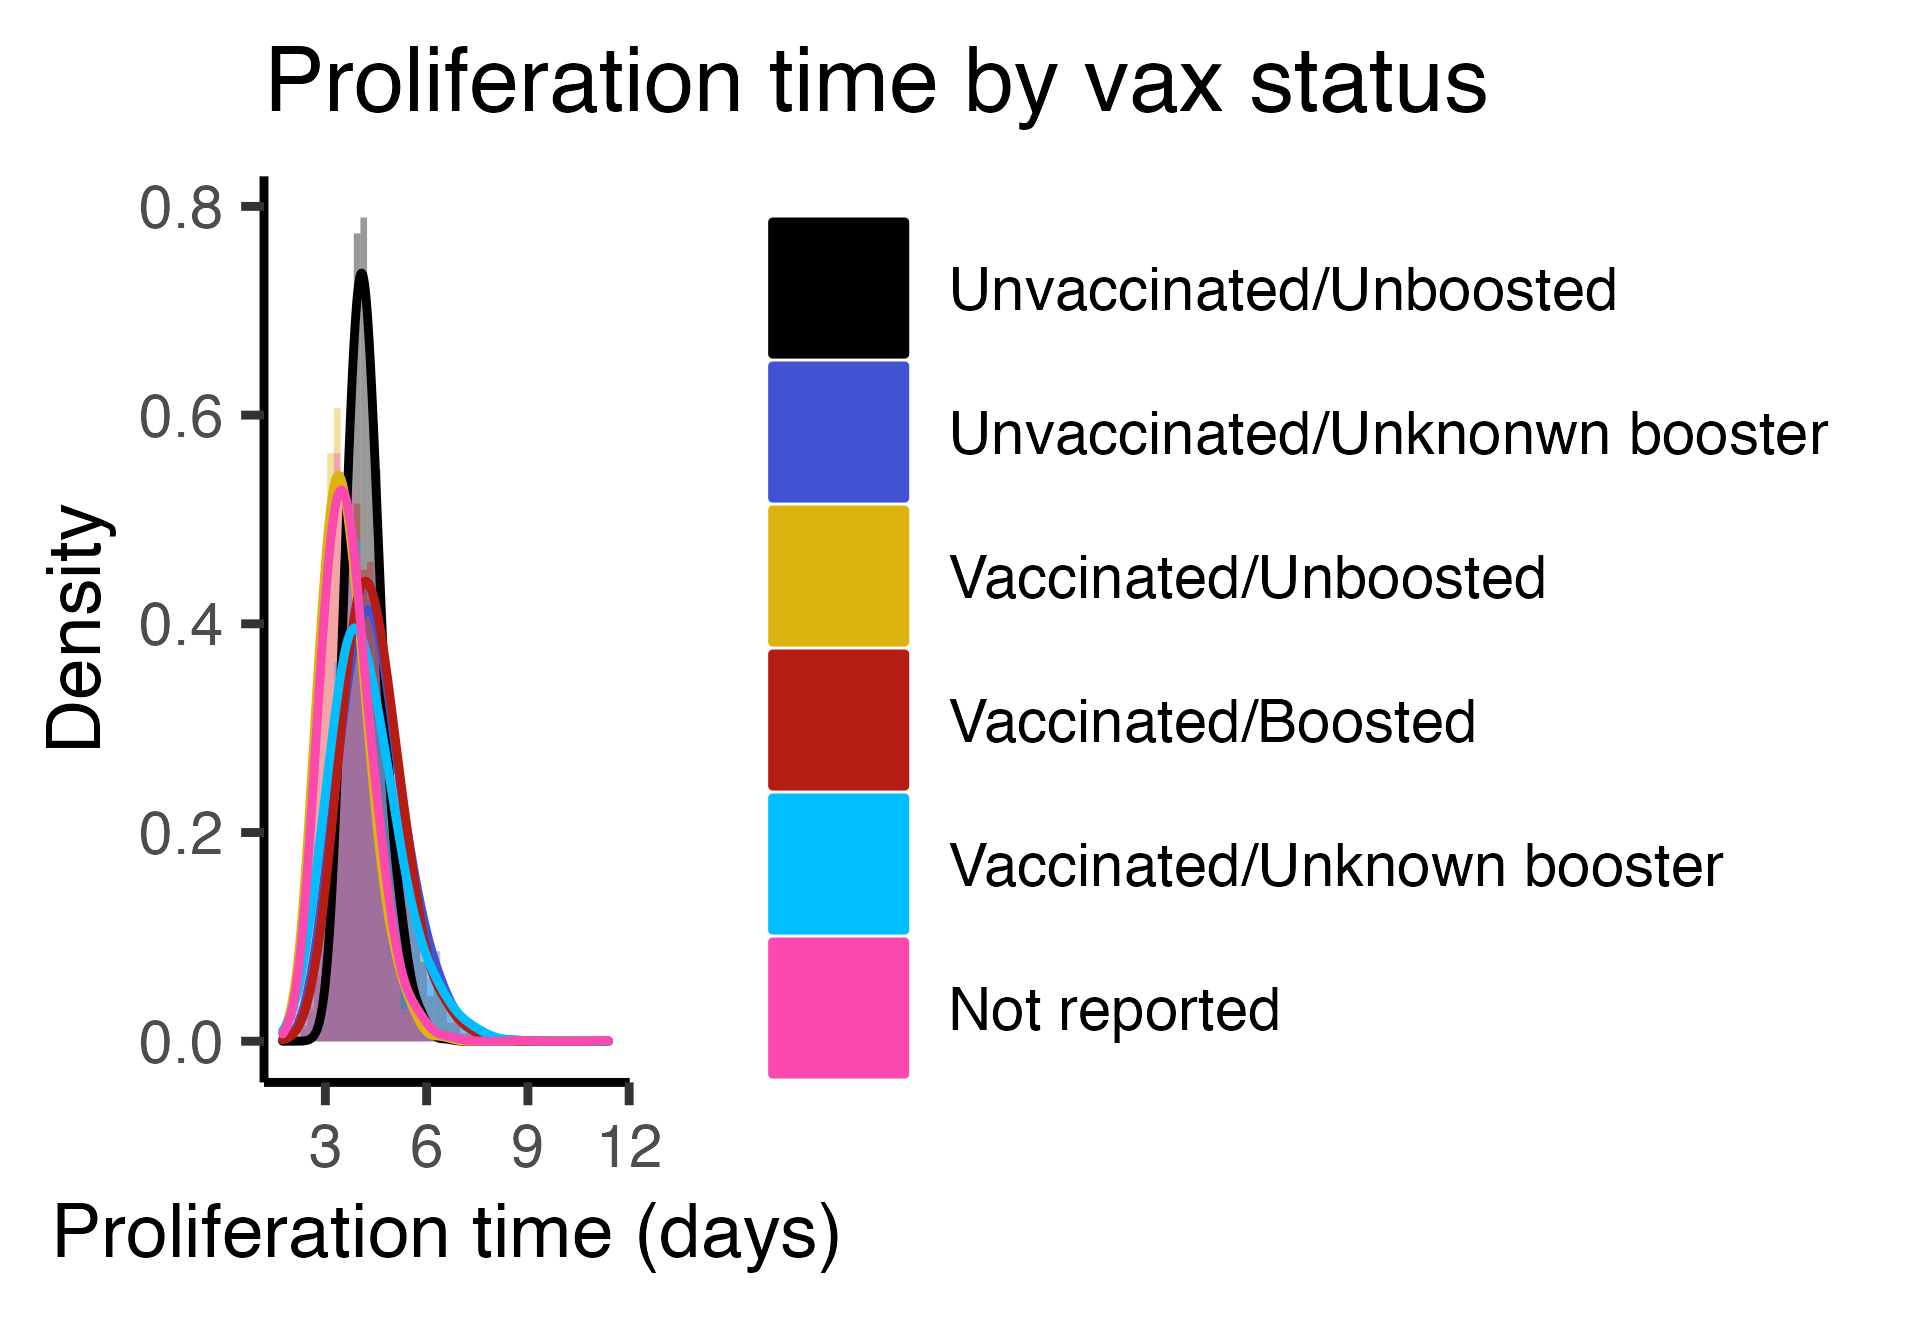 Proliferation time by vax status
Density
0.8
0.6
0.4
0.2
0.0
3 6 9 12
Proliferation time (days)
Unvaccinated/Unboosted
Unvaccinated/Unknonwn booster
Vaccinated/Unboosted
Vaccinated/Boosted
Vaccinated/Unknown booster
Not reported